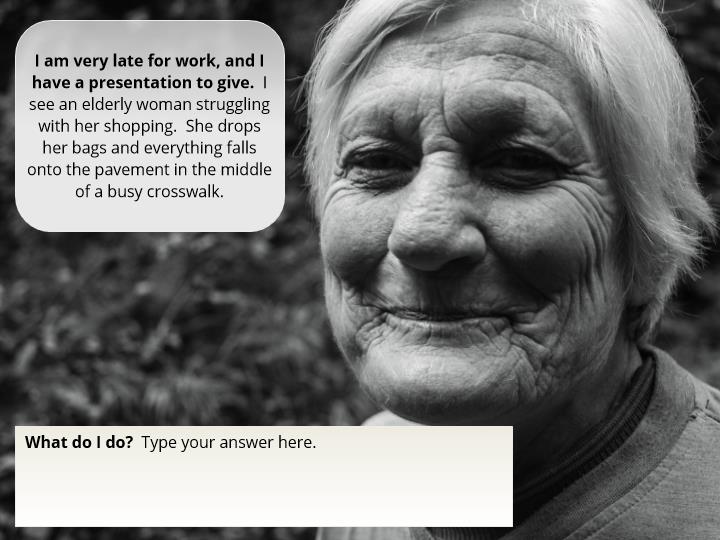 I am very late for work, and I
have a presentation to give.  I
see an elderly woman struggling
with her shopping.  She drops
her bags and everything falls
onto the pavement in the middle
of a busy crosswalk.
What do I do?  Type your answer here.